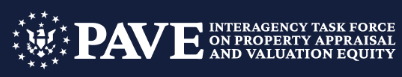 PAVE
INTERAGENCY TASK FORCE
ON PROPERTY APPRAISAL
AND VALUATION EQUITY